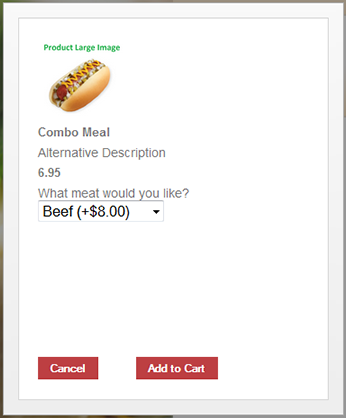 Product Large Image
Combo Meal
Alternative Description
6.95
What meat would you like?
Beef (+$8.00)
Cancel
Add to Cart